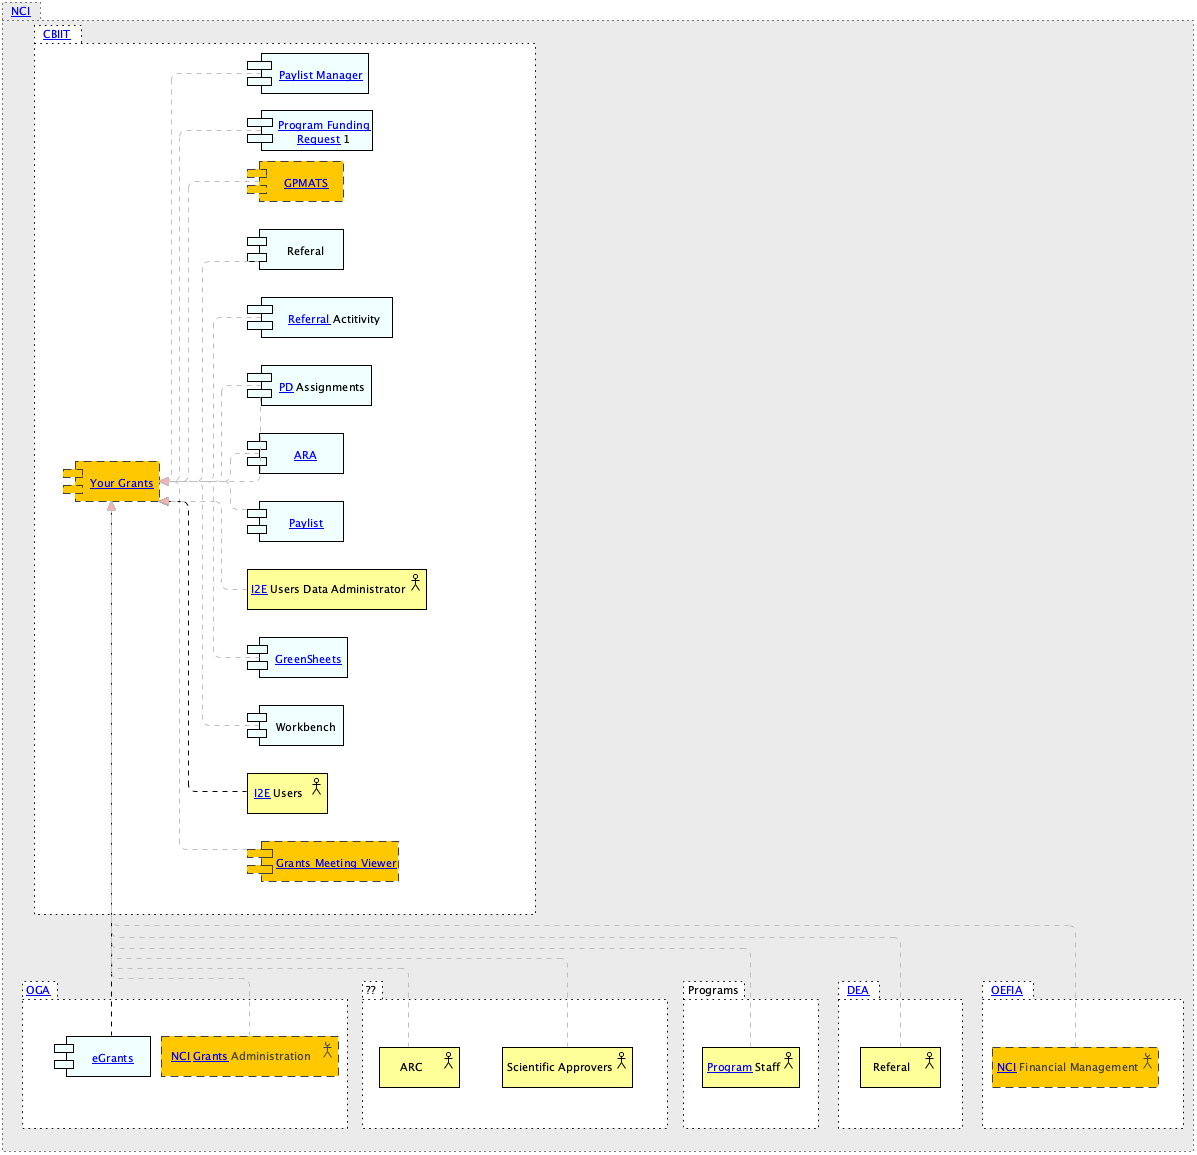 NCI
CBIIT
Paylist Manager
Program Funding
Request 1
GPMATS
Referal
Referral Actitivity
PD Assignments
ARA
Your Grants
Paylist
I2E Users Data Administrator
GreenSheets
Workbench
I2E Users
Grants Meeting Viewer
OGA
??
Programs
DEA
OEFIA
eGrants
NCI Grants Administration
ARC
Scientific Approvers
Program Staff
Referal
NCI Financial Management